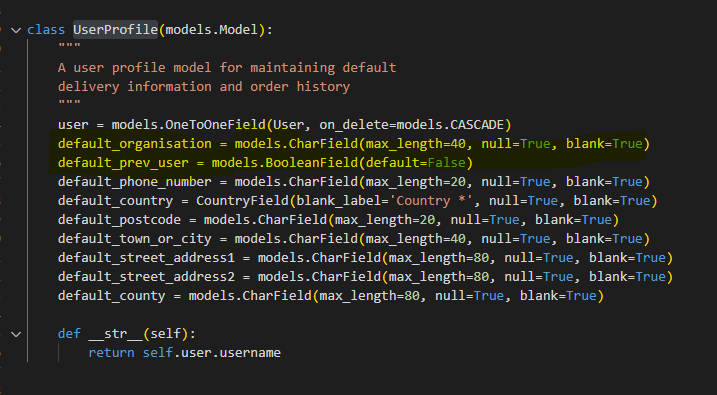 class UserProfile(models.Model):
"""
A user profile model for maintaining default
delivery information and order history
"""
user = models.OneToOneField(User, on_delete=models.CASCADE)
default_organisation = models.CharField(max_length=40, null=True, blank=True)
default_prev_user = models.BooleanField(default=False)
default_phone_number = models.CharField(max_length=20, null=True, blank=True)
default_country = CountryField(blank_label='Country *', null=True, blank=True)
default_postcode = models.CharField(max_length=20, null=True, blank=True)
default_town_or_city = models.CharField(max_length=40, null=True, blank=True)
default_street_address1 = models.CharField(max_length=80, null=True, blank=True)
default_street_address2 = models.CharField(max_length=80, null=True, blank=True)
default_county = models.CharField(max_length=80, null=True, blank=True)
def __str__(self):
return self.user.username